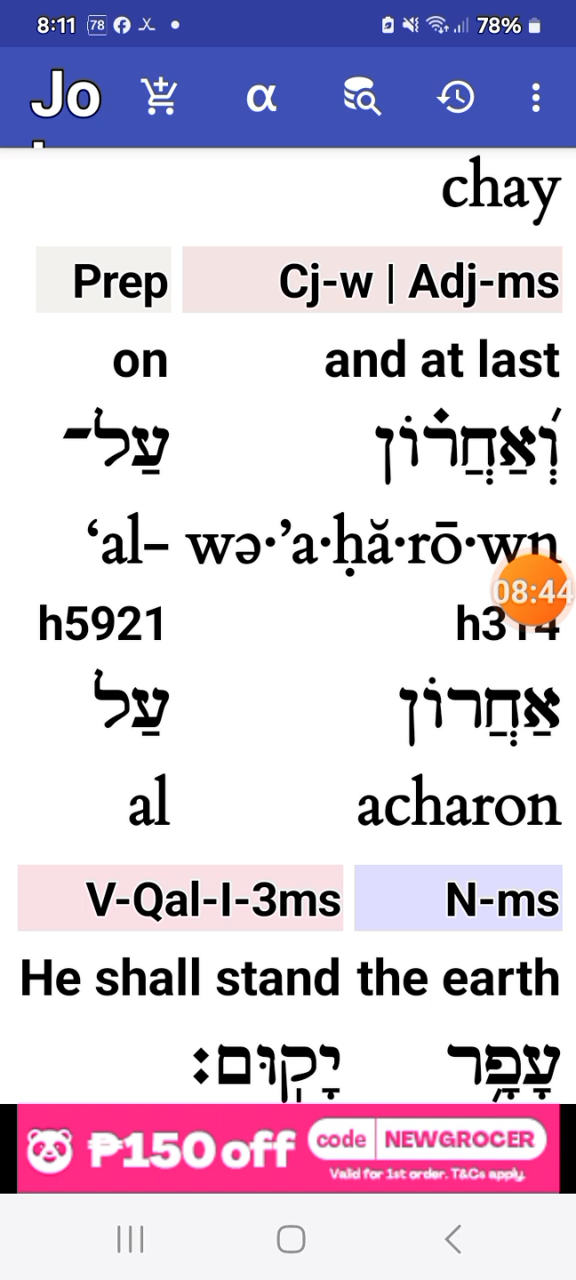 8:11 78 78%
Jo α
chay
Cj-w | Adj-ms Prep
and at last on
וְ֝אַחֲר֗וֹן עַל־
‘al– wə·’a·ḥă·rō·wn
08:44
h5921 h314
אַחֲרוֹן עַל
al acharon
V-Qal-I-3ms N-ms
He shall stand the earth
עָפָ֥ר יָקֽוּם׃
₱150 off code NEWGROCER
Valid for 1st order. T&Cs apply.